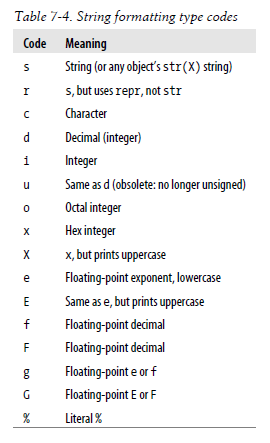 Table 7-4. String formatting type codes
Code Meaning
s String (or any object's str(X) string)
r s, but uses repr, not str
c Character
d Decimal (integer)
i Integer
u Same as d (obsolete: no longer unsigned)
o Octal integer
x Hex integer
X x, but prints uppercase
e Floating-point exponent, lowercase
E Same as e, but prints uppercase
f Floating-point decimal
F Floating-point decimal
g Floating-point e or f
G Floating-point E or F
% Literal %